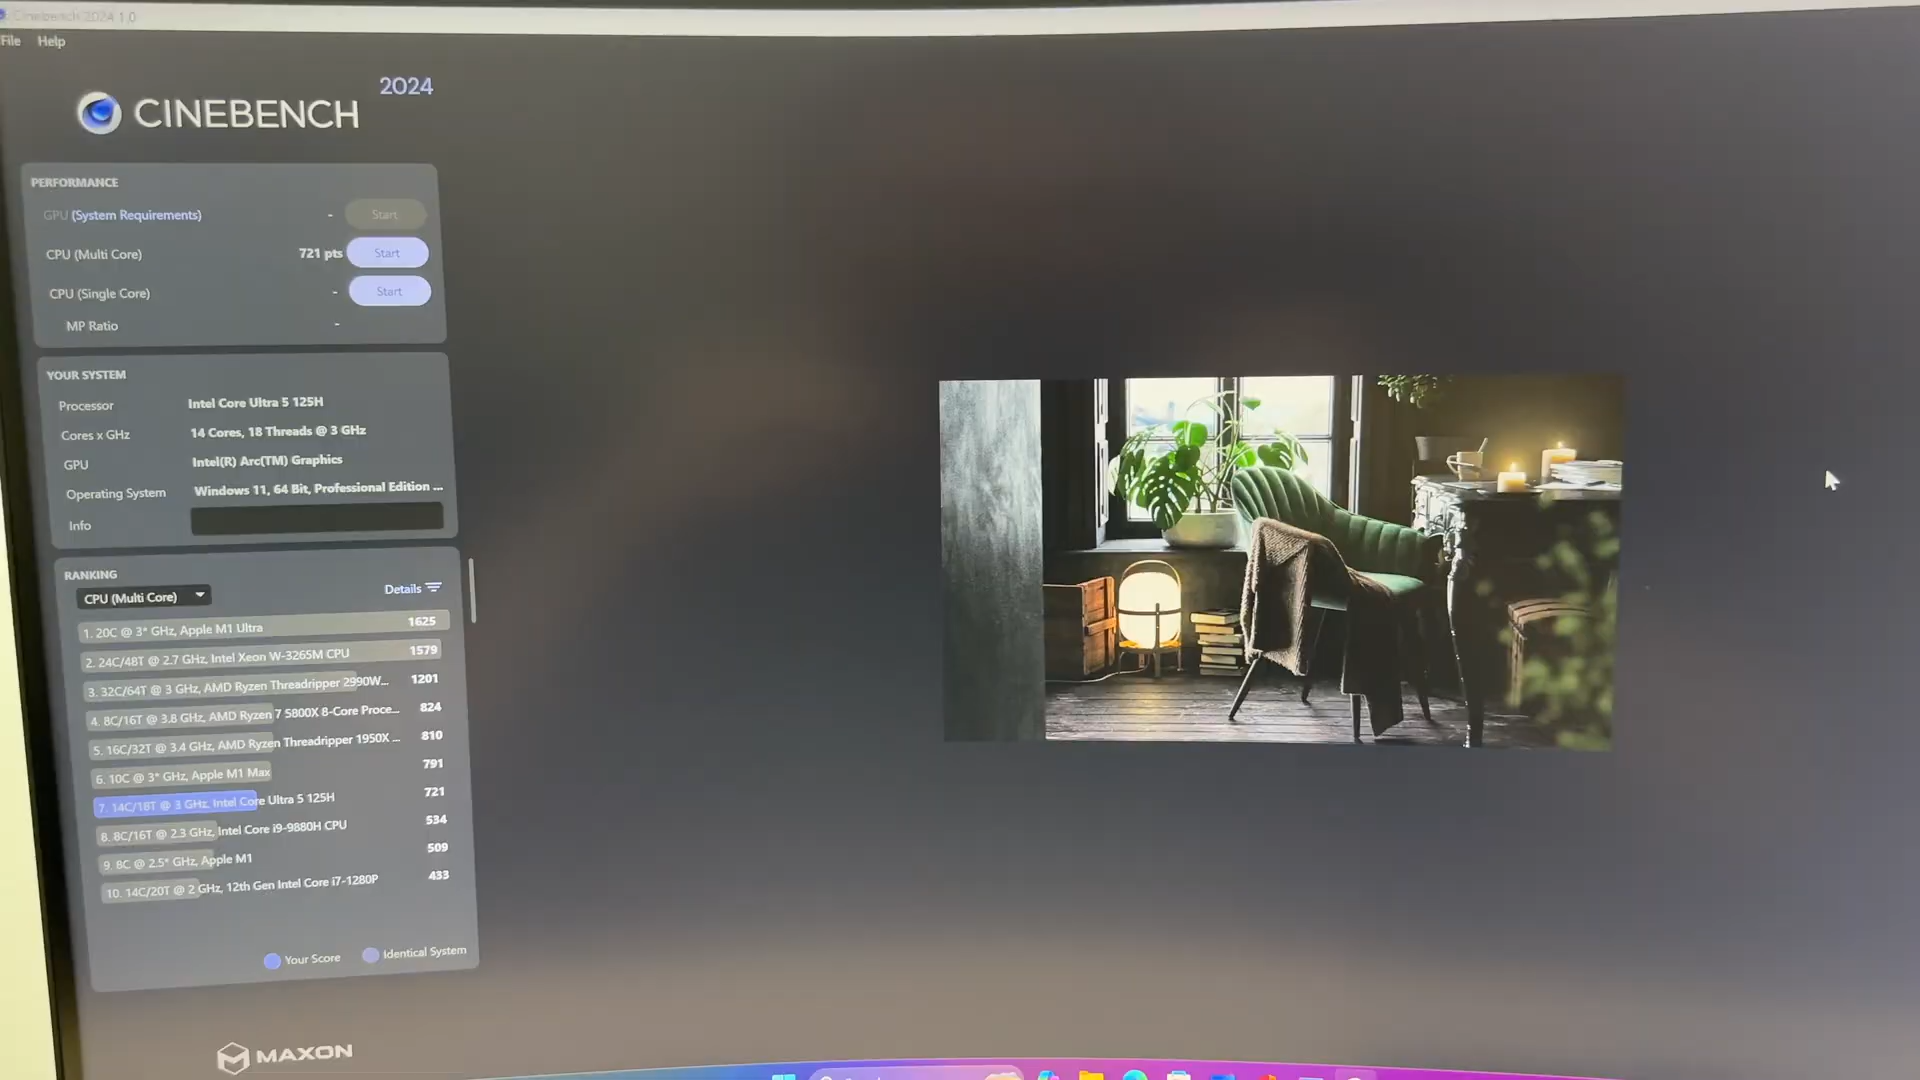 Cinebench 2024 1.0
File Help
2024
CINEBENCH
PERFORMANCE
GPU (System Requirements) - Start
CPU (Multi Core) 721 pts Start
CPU (Single Core) - Start
MP Ratio -
YOUR SYSTEM
Processor Intel Core Ultra 5 125H
Cores x GHz 14 Cores, 18 Threads @ 3 GHz
GPU Intel(R) Arc(TM) Graphics
Operating System Windows 11, 64 Bit, Professional Edition ...
Info
RANKING
CPU (Multi Core) Details
1. 20C @ 3* GHz, Apple M1 Ultra 1625
2. 24C/48T @ 2.7 GHz, Intel Xeon W-3265M CPU 1579
3. 32C/64T @ 3 GHz, AMD Ryzen Threadripper 2990W... 1201
4. 8C/16T @ 3.8 GHz, AMD Ryzen 7 5800X 8-Core Proce... 824
5. 16C/32T @ 3.4 GHz, AMD Ryzen Threadripper 1950X ... 810
6. 10C @ 3* GHz, Apple M1 Max 791
7. 14C/18T @ 3 GHz, Intel Core Ultra 5 125H 721
8. 8C/16T @ 2.3 GHz, Intel Core i9-9880H CPU 534
9. 8C @ 2.5* GHz, Apple M1 509
10. 14C/20T @ 2 GHz, 12th Gen Intel Core i7-1280P 433
Your Score Identical System
MAXON